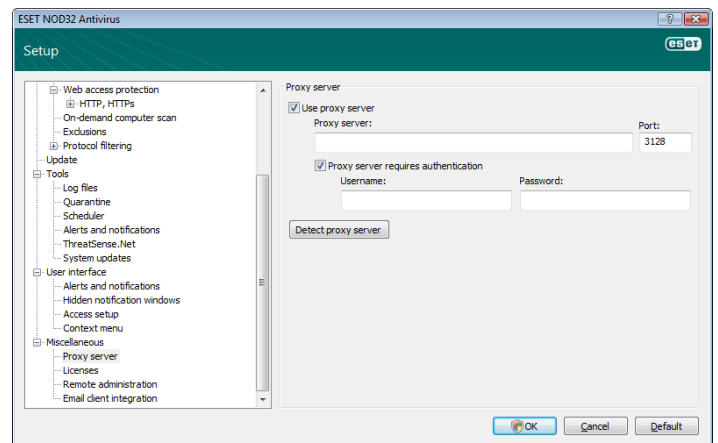 ESET NOD32 Antivirus
Setup
eseT
Web access protection
HTTP, HTTPs
On-demand computer scan
Exclusions
Protocol filtering
Update
Tools
Log files
Quarantine
Scheduler
Alerts and notifications
ThreatSense.Net
System updates
User interface
Alerts and notifications
Hidden notification windows
Access setup
Context menu
Miscellaneous
Proxy server
Licenses
Remote administration
Email client integration
Proxy server
Use proxy server
Proxy server: Port:
3128
Proxy server requires authentication
Username: Password:
Detect proxy server
OK Cancel Default